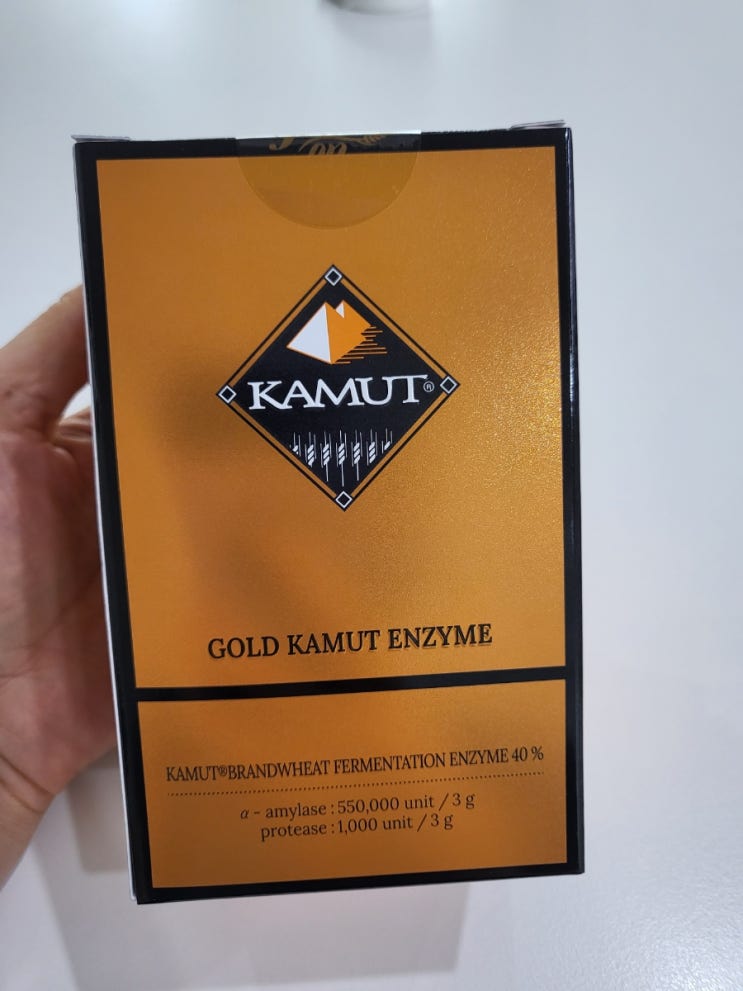 KAMUT®
GOLD KAMUT ENZYME
KAMUT®BRANDWHEAT FERMENTATION ENZYME 40 %
α - amylase : 550,000 unit / 3 g
protease : 1,000 unit / 3 g